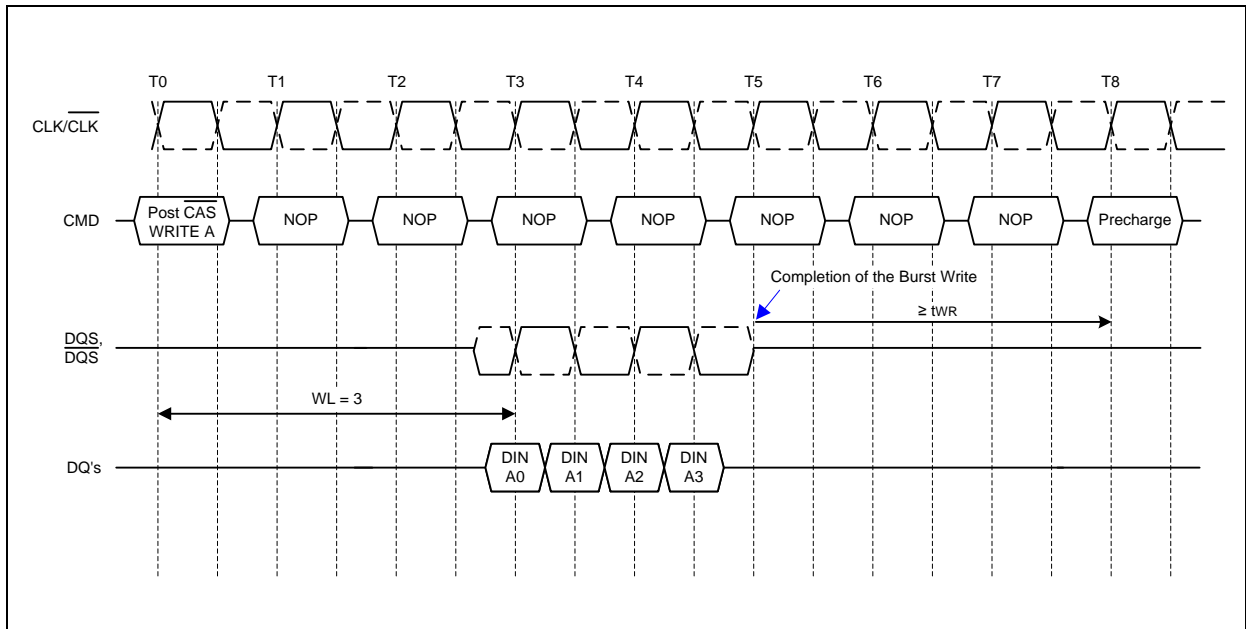 T0 T1 T2 T3 T4 T5 T6 T7 T8
CLK/CLK
CMD
Post CAS
WRITE A
NOP NOP NOP NOP NOP NOP NOP Precharge
Completion of the Burst Write
≥ tWR
DQS,
DQS
WL = 3
DQ's
DIN
A0
DIN
A1
DIN
A2
DIN
A3